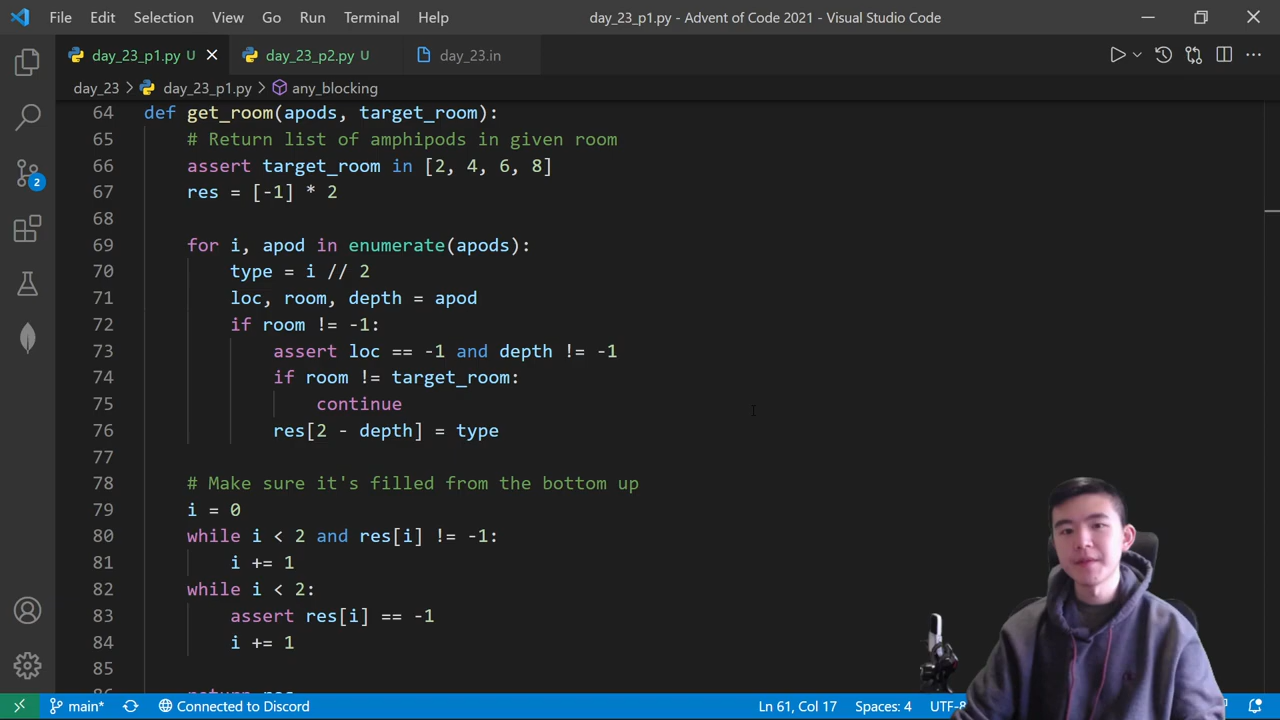 File Edit Selection View Go Run Terminal Help
day_23_p1.py - Advent of Code 2021 - Visual Studio Code
day_23_p1.py U
day_23_p2.py U
day_23.in
day_23 > day_23_p1.py > any_blocking
64 def get_room(apods, target_room):
65 # Return list of amphipods in given room
66 assert target_room in [2, 4, 6, 8]
67 res = [-1] * 2
68
69 for i, apod in enumerate(apods):
70 type = i // 2
71 loc, room, depth = apod
72 if room != -1:
73 assert loc == -1 and depth != -1
74 if room != target_room:
75 continue
76 res[2 - depth] = type
77
78 # Make sure it's filled from the bottom up
79 i = 0
80 while i < 2 and res[i] != -1:
81 i += 1
82 while i < 2:
83 assert res[i] == -1
84 i += 1
85
86 return res
2
main* Connected to Discord Ln 61, Col 17 Spaces: 4 UTF-8